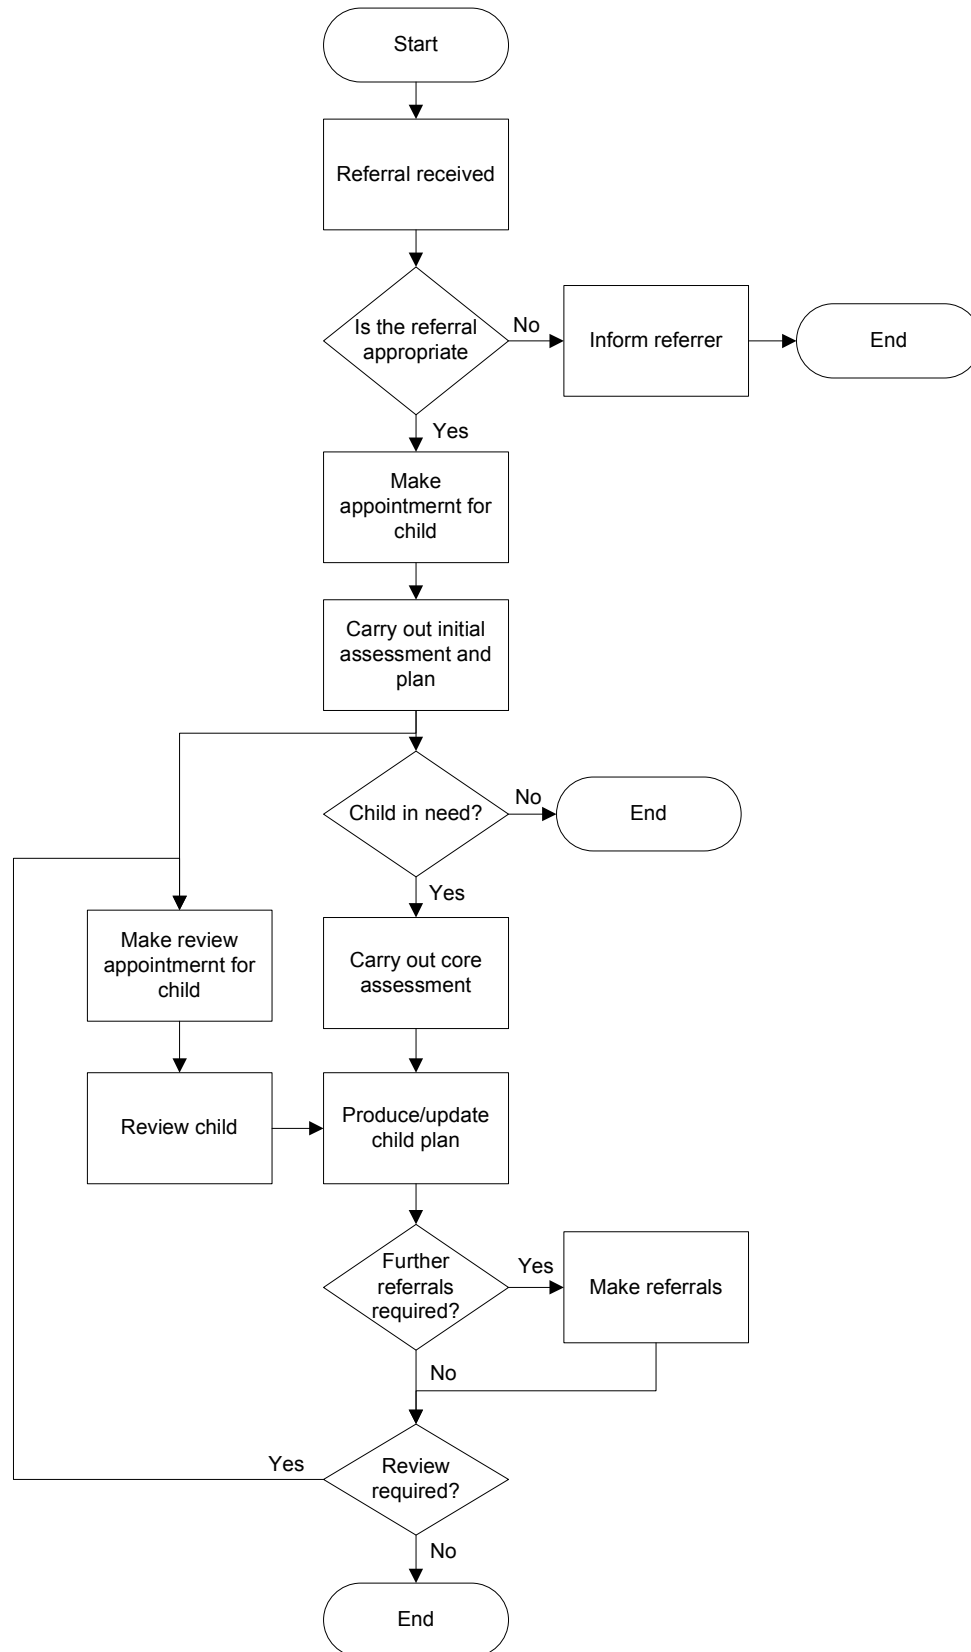 Start
Referral received
Is the referral
appropriate
No
Inform referrer
End
Yes
Make
appointmernt for
child
Carry out initial
assessment and
plan
Child in need?
No
End
Yes
Make review
appointmernt for
child
Carry out core
assessment
Review child
Produce/update
child plan
Further
referrals
required?
Yes
Make referrals
No
Yes
Review
required?
No
End